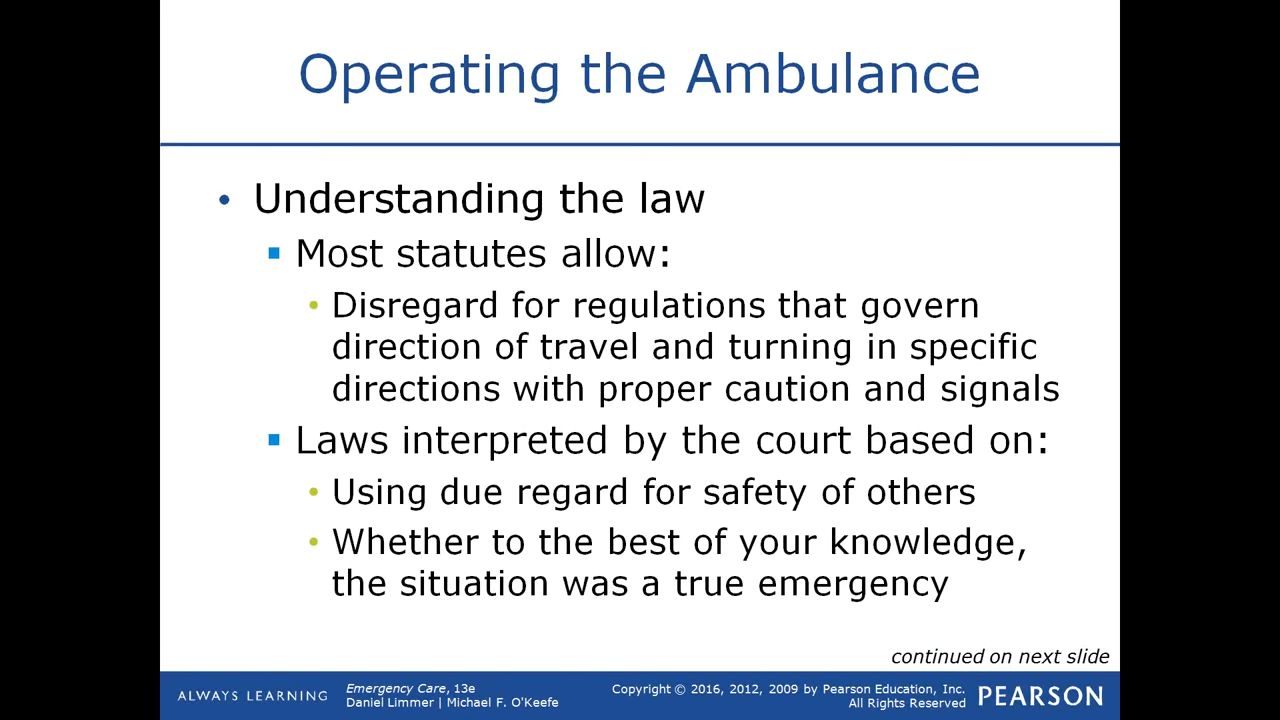 Operating the Ambulance
• Understanding the law
▪ Most statutes allow:
• Disregard for regulations that govern
direction of travel and turning in specific
directions with proper caution and signals
▪ Laws interpreted by the court based on:
• Using due regard for safety of others
• Whether to the best of your knowledge,
the situation was a true emergency
continued on next slide
ALWAYS LEARNING
Emergency Care, 13e
Daniel Limmer | Michael F. O'Keefe
Copyright © 2016, 2012, 2009 by Pearson Education, Inc.
All Rights Reserved
PEARSON